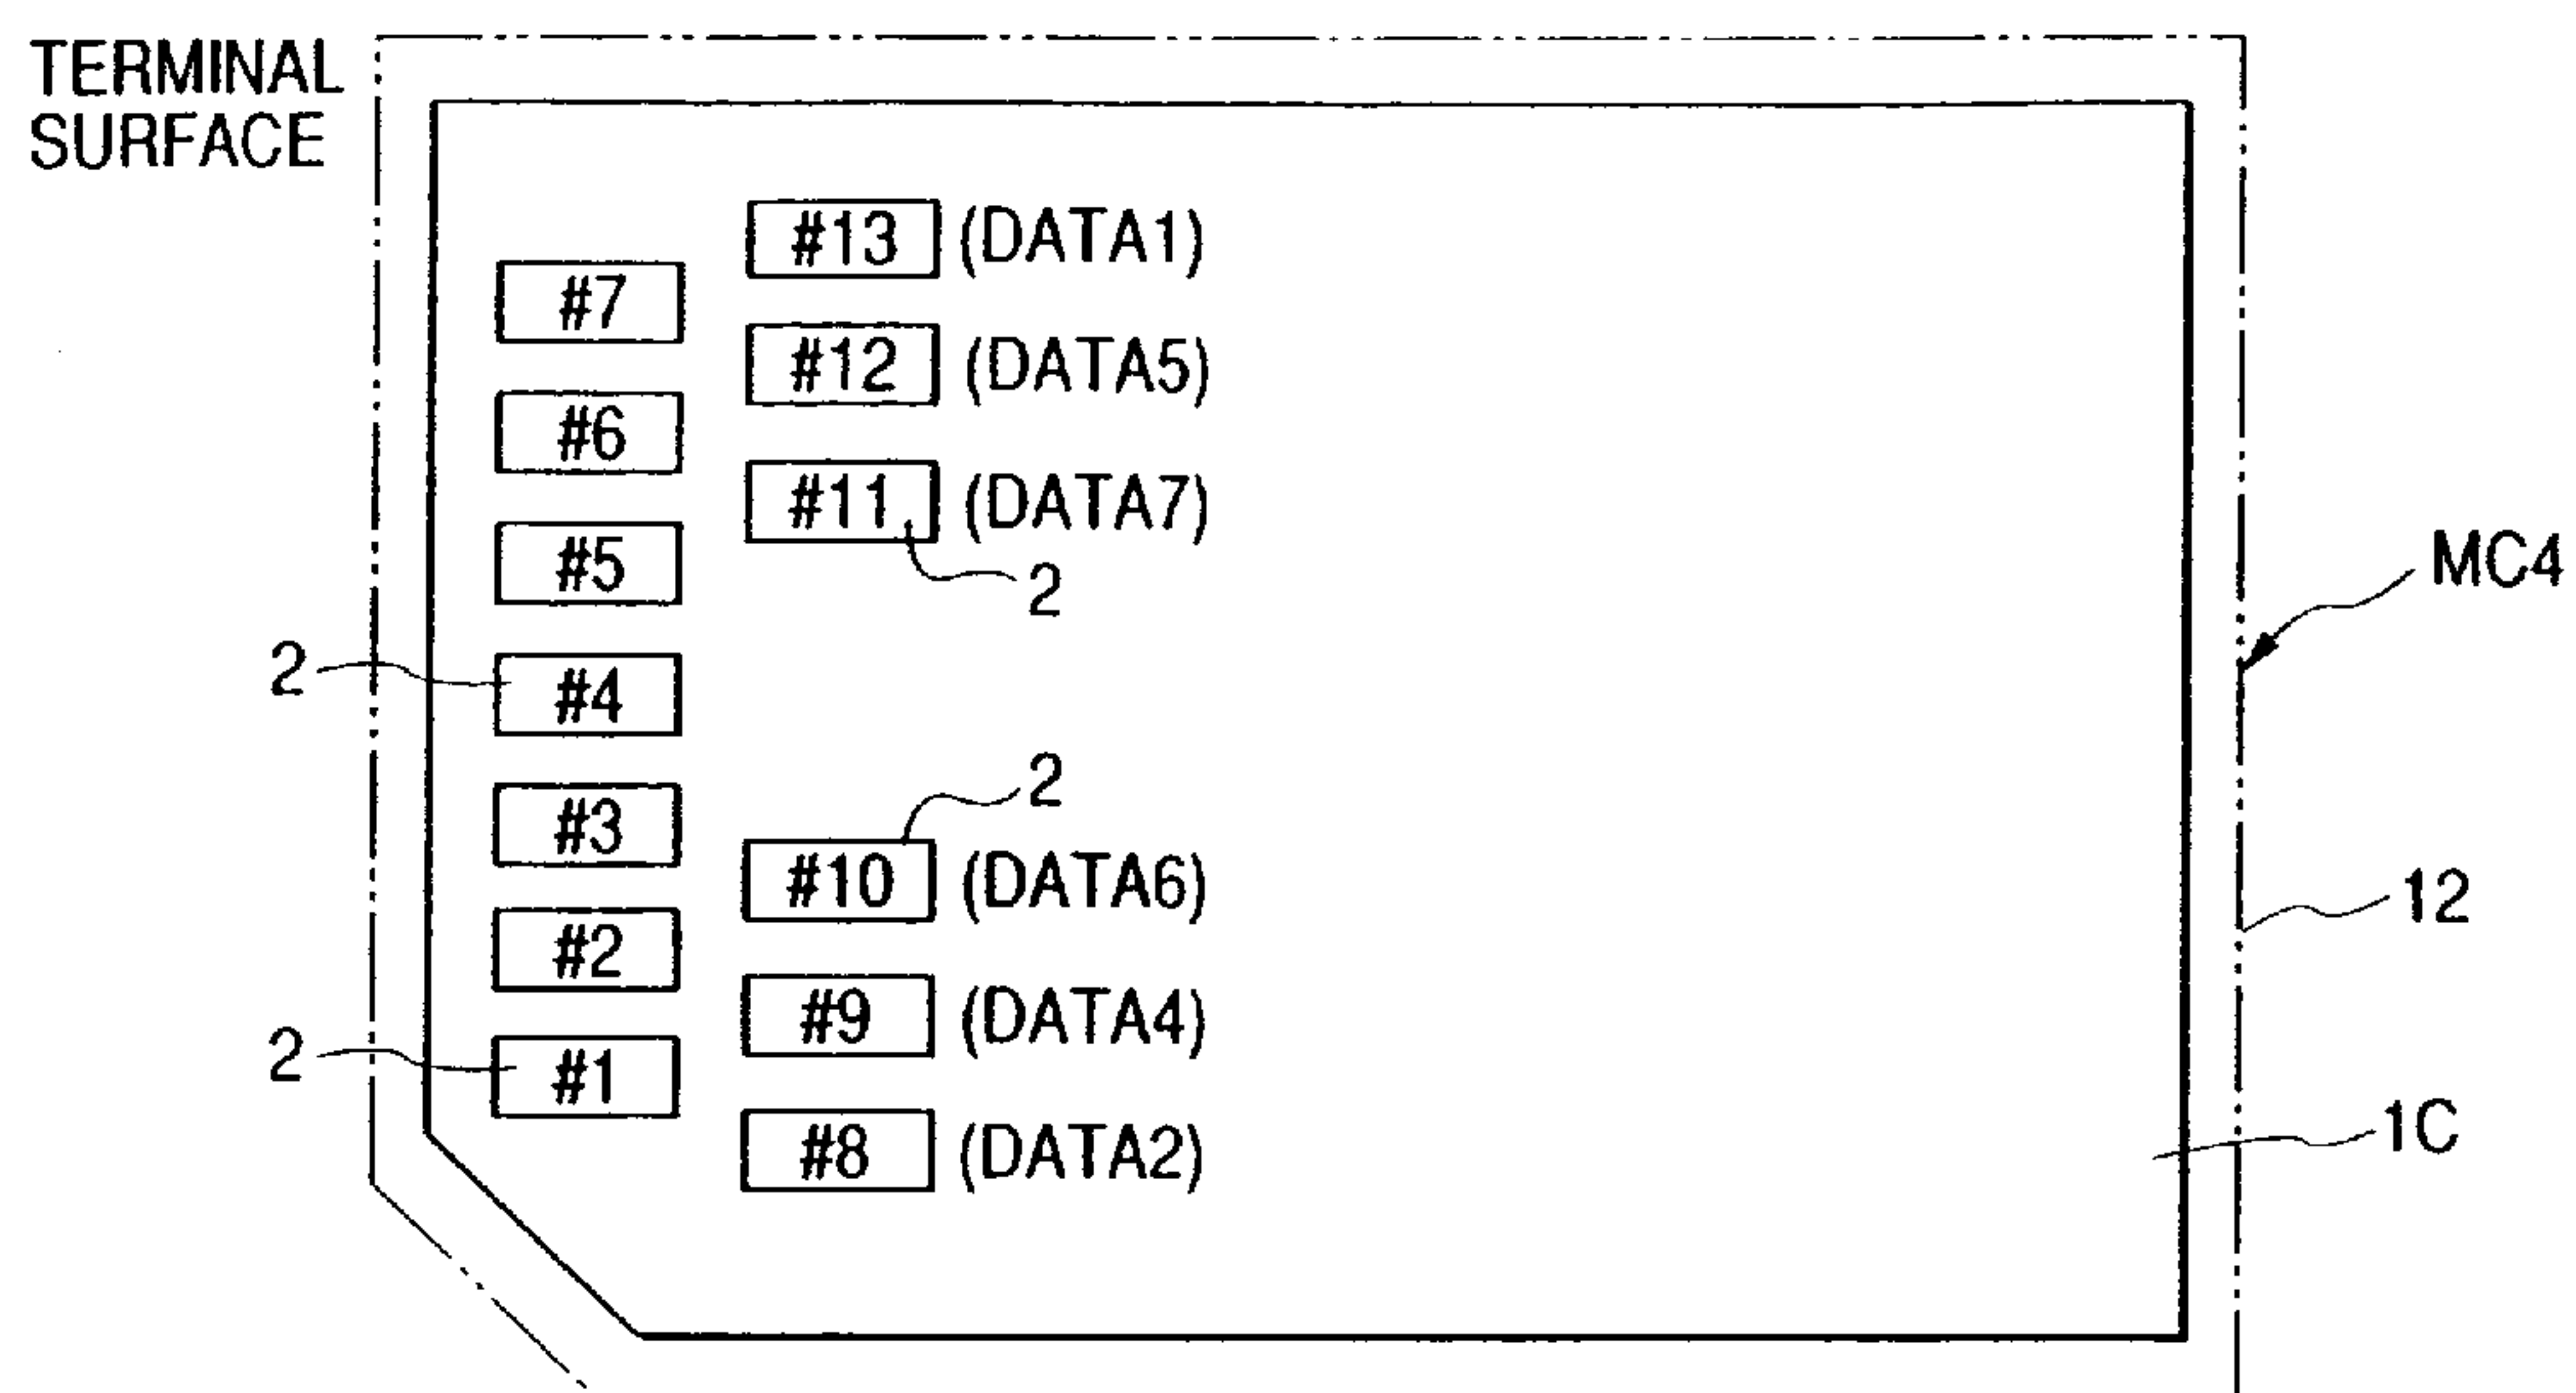 TERMINAL
SURFACE
#13 (DATA1)
#7
#12 (DATA5)
#6
#11 (DATA7)
#5
2
MC4
2
#4
2
#3
#10 (DATA6)
12
#2
#9 (DATA4)
2
#1
1C
#8 (DATA2)